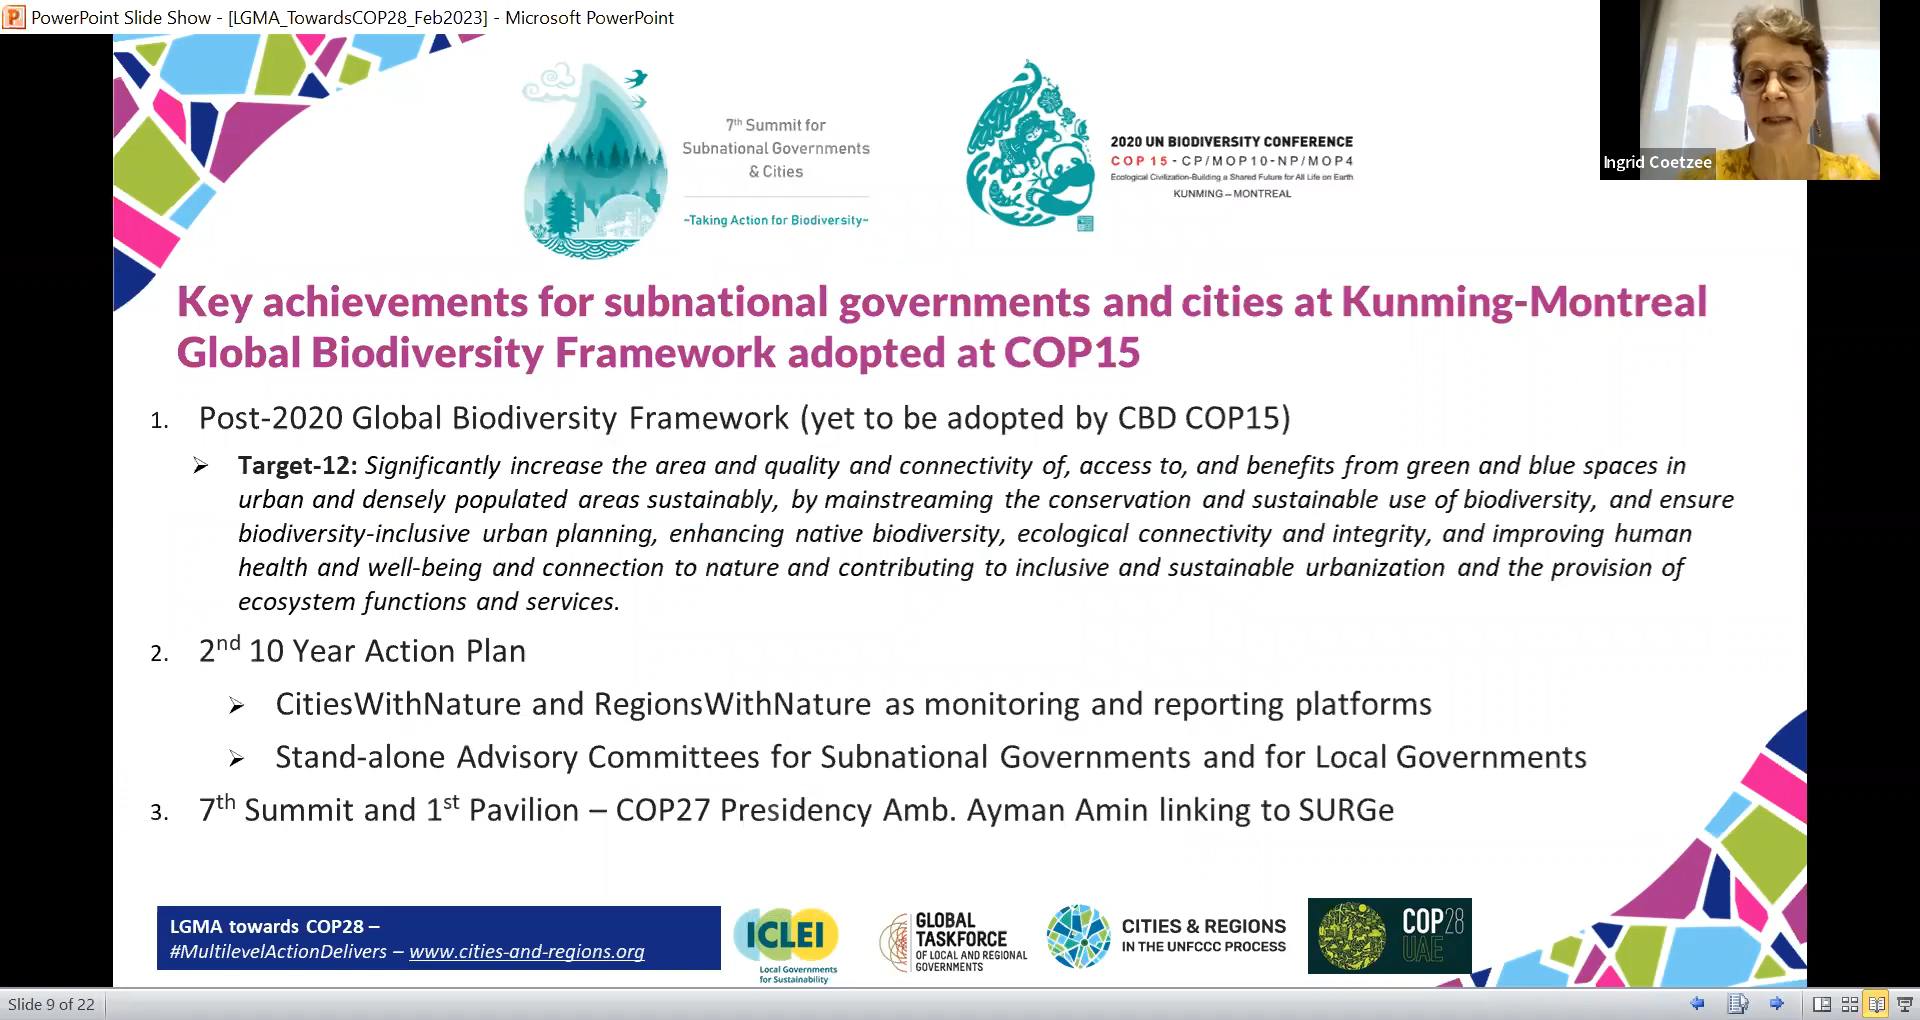 PowerPoint Slide Show - [LGMA_TowardsCOP28_Feb2023] - Microsoft PowerPoint
7th Summit for
Subnational Governments
& Cities
~Taking Action for Biodiversity~
2020 UN BIODIVERSITY CONFERENCE
COP 15 - CP/MOP10-NP/MOP4
Ecological Civilization-Building a Shared Future for All Life on Earth
KUNMING – MONTREAL
Ingrid Coetzee
Key achievements for subnational governments and cities at Kunming-Montreal
Global Biodiversity Framework adopted at COP15
1. Post-2020 Global Biodiversity Framework (yet to be adopted by CBD COP15)
➢ Target-12: Significantly increase the area and quality and connectivity of, access to, and benefits from green and blue spaces in
urban and densely populated areas sustainably, by mainstreaming the conservation and sustainable use of biodiversity, and ensure
biodiversity-inclusive urban planning, enhancing native biodiversity, ecological connectivity and integrity, and improving human
health and well-being and connection to nature and contributing to inclusive and sustainable urbanization and the provision of
ecosystem functions and services.
2. 2nd 10 Year Action Plan
➢ CitiesWithNature and RegionsWithNature as monitoring and reporting platforms
➢ Stand-alone Advisory Committees for Subnational Governments and for Local Governments
3. 7th Summit and 1st Pavilion – COP27 Presidency Amb. Ayman Amin linking to SURGe
LGMA towards COP28 –
#MultilevelActionDelivers – www.cities-and-regions.org
ICLEI
Local Governments
for Sustainability
GLOBAL
TASKFORCE
OF LOCAL AND REGIONAL
GOVERNMENTS
CITIES & REGIONS
IN THE UNFCCC PROCESS
COP28
UAE
Slide 9 of 22